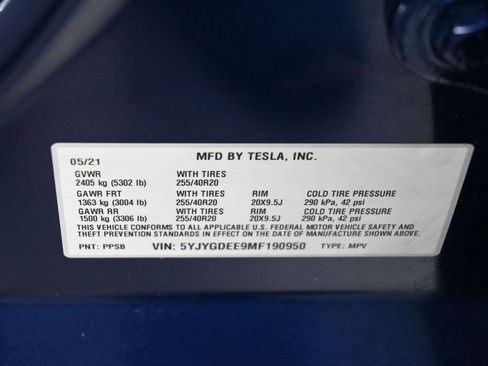 05/21 MFD BY TESLA, INC.
GVWR WITH TIRES
2405 kg (5302 lb) 255/40R20
GAWR FRT WITH TIRES RIM COLD TIRE PRESSURE
1363 kg (3004 lb) 255/40R20 20X9.5J 290 kPa, 42 psi
GAWR RR WITH TIRES RIM COLD TIRE PRESSURE
1500 kg (3306 lb) 255/40R20 20X9.5J 290 kPa, 42 psi
THIS VEHICLE CONFORMS TO ALL APPLICABLE U.S. FEDERAL MOTOR VEHICLE SAFETY AND
THEFT PREVENTION STANDARDS IN EFFECT ON THE DATE OF MANUFACTURE SHOWN ABOVE.
PNT: PPSB VIN: 5YJYGDEE9MF190950 TYPE: MPV